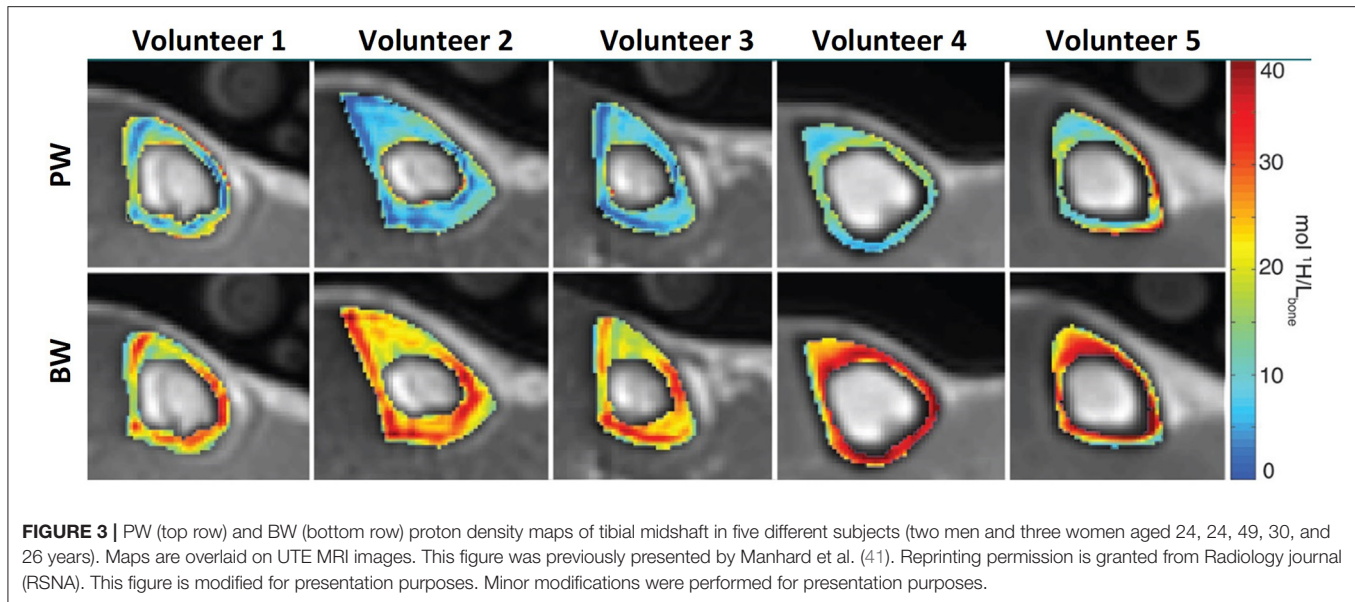 Volunteer 1 Volunteer 2 Volunteer 3 Volunteer 4 Volunteer 5
PW
BW
40
30
20
10
0
mol ¹H/L_bone
FIGURE 3 | PW (top row) and BW (bottom row) proton density maps of tibial midshaft in five different subjects (two men and three women aged 24, 24, 49, 30, and
26 years). Maps are overlaid on UTE MRI images. This figure was previously presented by Manhard et al. (41). Reprinting permission is granted from Radiology journal
(RSNA). This figure is modified for presentation purposes. Minor modifications were performed for presentation purposes.